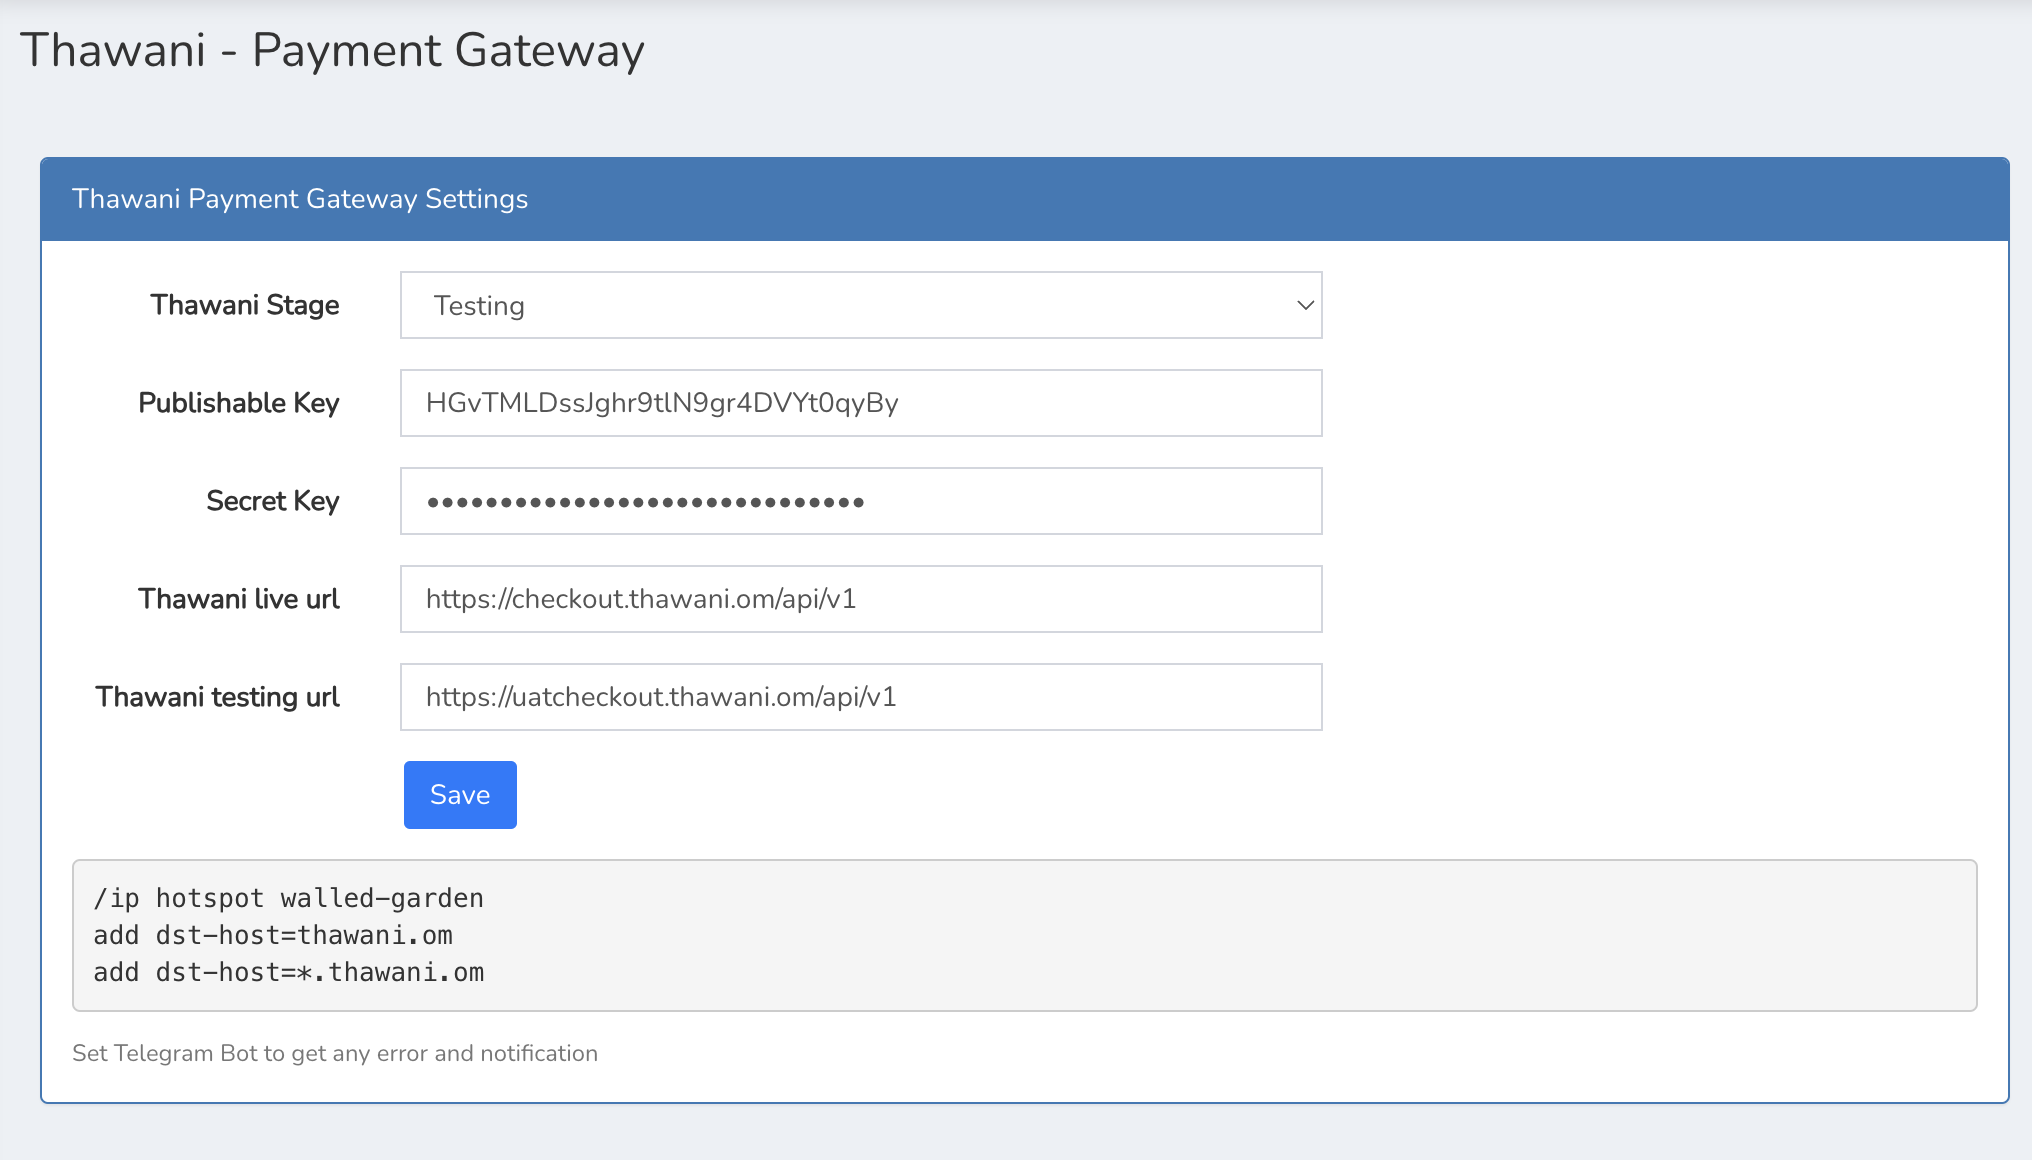 Thawani - Payment Gateway
Thawani Payment Gateway Settings
Thawani Stage
Testing
Publishable Key
HGvTMLDssJghr9tlN9gr4DVYt0qyBy
Secret Key
••••••••••••••••••••••••••••••
Thawani live url
https://checkout.thawani.om/api/v1
Thawani testing url
https://uatcheckout.thawani.om/api/v1
Save
/ip hotspot walled-garden
add dst-host=thawani.om
add dst-host=*.thawani.om
Set Telegram Bot to get any error and notification